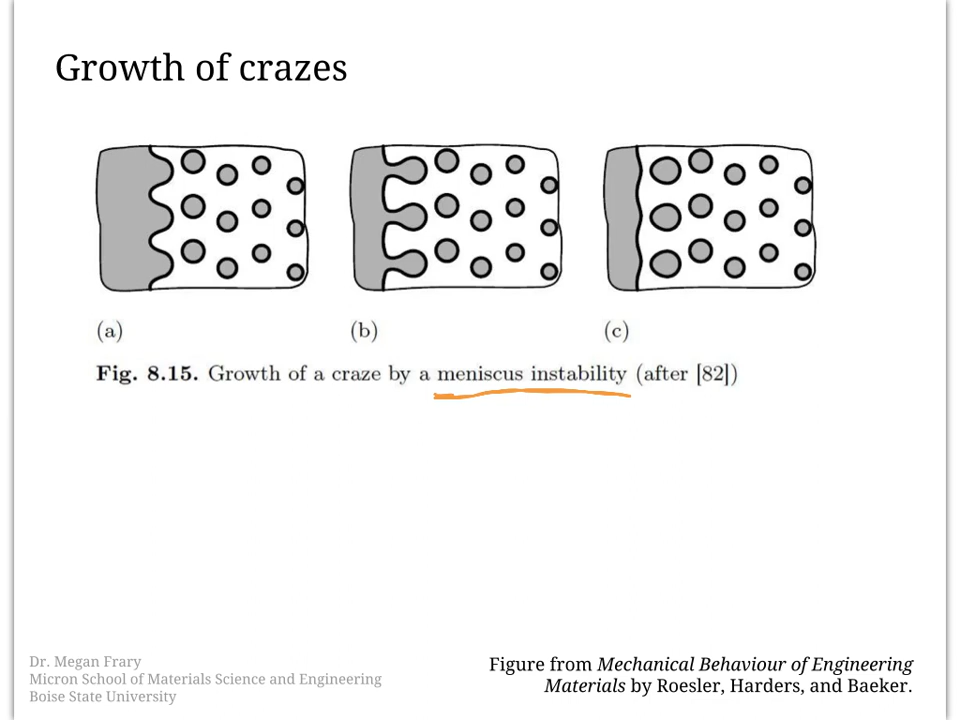 Growth of crazes
(a)
(b)
(c)
Fig. 8.15. Growth of a craze by a meniscus instability (after [82])
Dr. Megan Frary
Micron School of Materials Science and Engineering
Boise State University
Figure from Mechanical Behaviour of Engineering
Materials by Roesler, Harders, and Baeker.